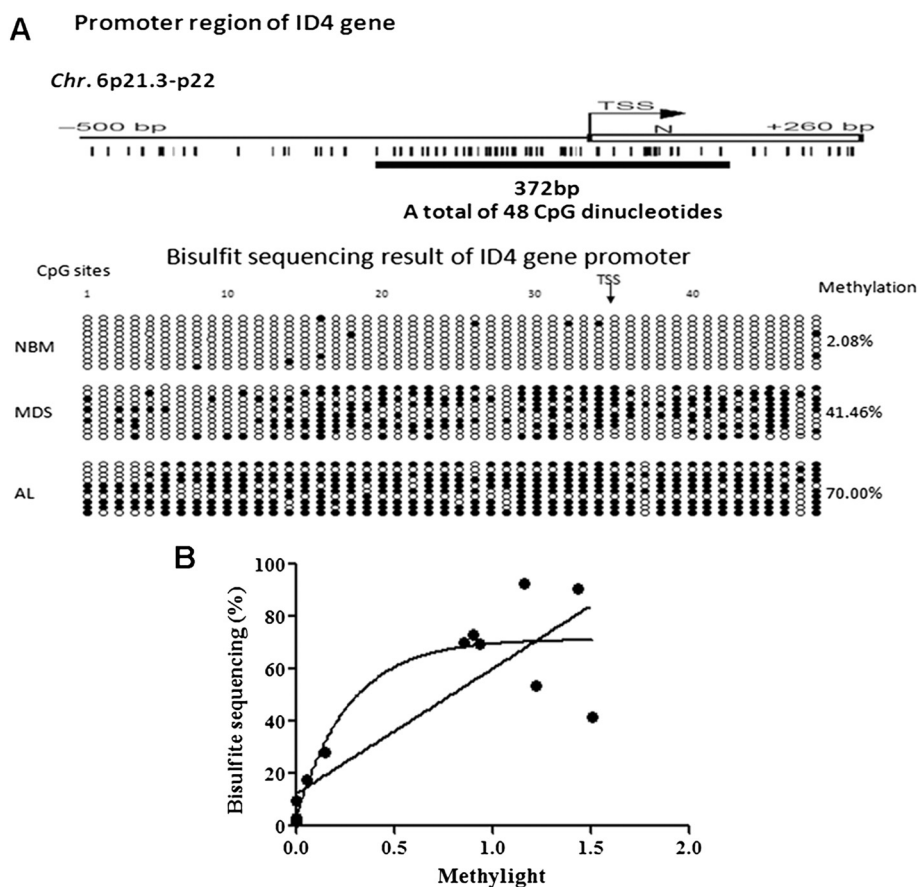 A
Promoter region of ID4 gene
Chr. 6p21.3-p22
TSS
−500 bp
N
+260 bp
372bp
A total of 48 CpG dinucleotides
Bisulfit sequencing result of ID4 gene promoter
CpG sites
TSS
Methylation
1 10 20 30 40
NBM
2.08%
MDS
41.46%
AL
70.00%
B
100
80
60
40
20
0
Bisulfite sequencing (%)
0.0 0.5 1.0 1.5 2.0
Methylight